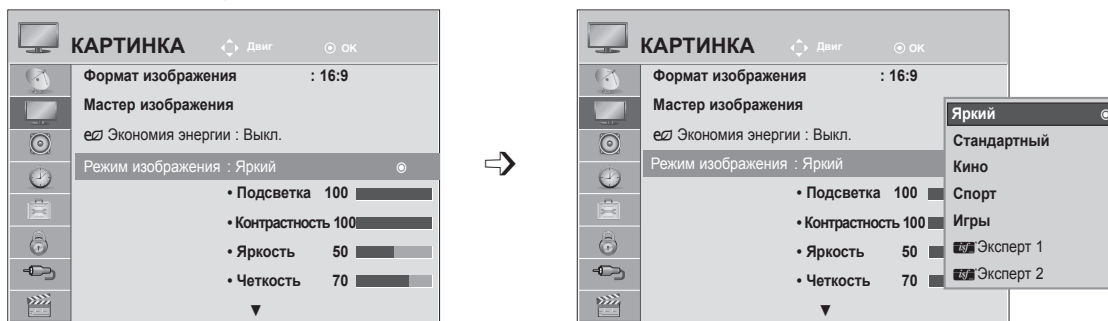 КАРТИНКА Двиг OK
Формат изображения : 16:9
Мастер изображения
Экономия энергии : Выкл.
Режим изображения : Яркий
• Подсветка 100
• Контрастность 100
• Яркость 50
• Четкость 70
▼
КАРТИНКА Двиг OK
Формат изображения : 16:9
Мастер изображения
Экономия энергии : Выкл.
Режим изображения : Яркий
• Подсветка 100
• Контрастность 100
• Яркость 50
• Четкость 70
▼
Яркий
Стандартный
Кино
Спорт
Игры
isf Эксперт 1
isf Эксперт 2